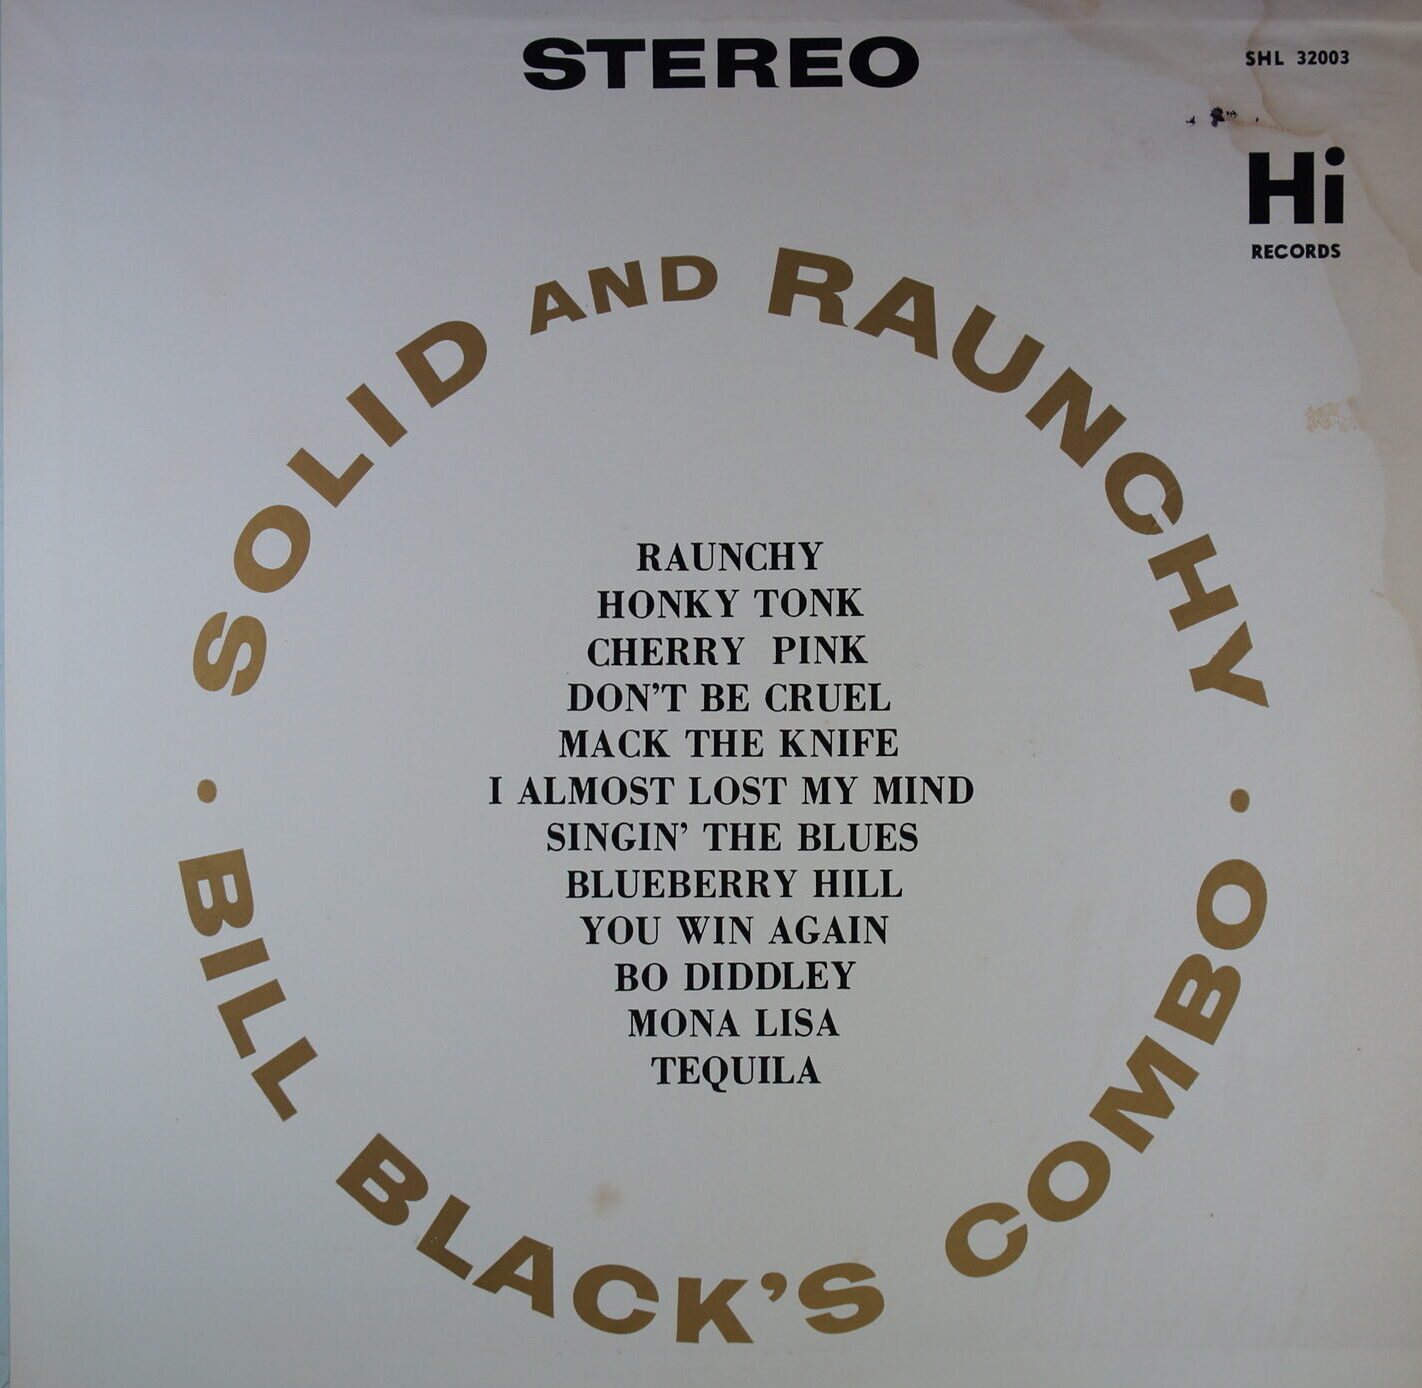 STEREO
SHL 32003
Hi
RECORDS
SOLID AND RAUNCHY
RAUNCHY
HONKY TONK
CHERRY PINK
DON'T BE CRUEL
MACK THE KNIFE
I ALMOST LOST MY MIND
SINGIN' THE BLUES
BLUEBERRY HILL
YOU WIN AGAIN
BO DIDDLEY
MONA LISA
TEQUILA
• BILL BLACK'S COMBO •